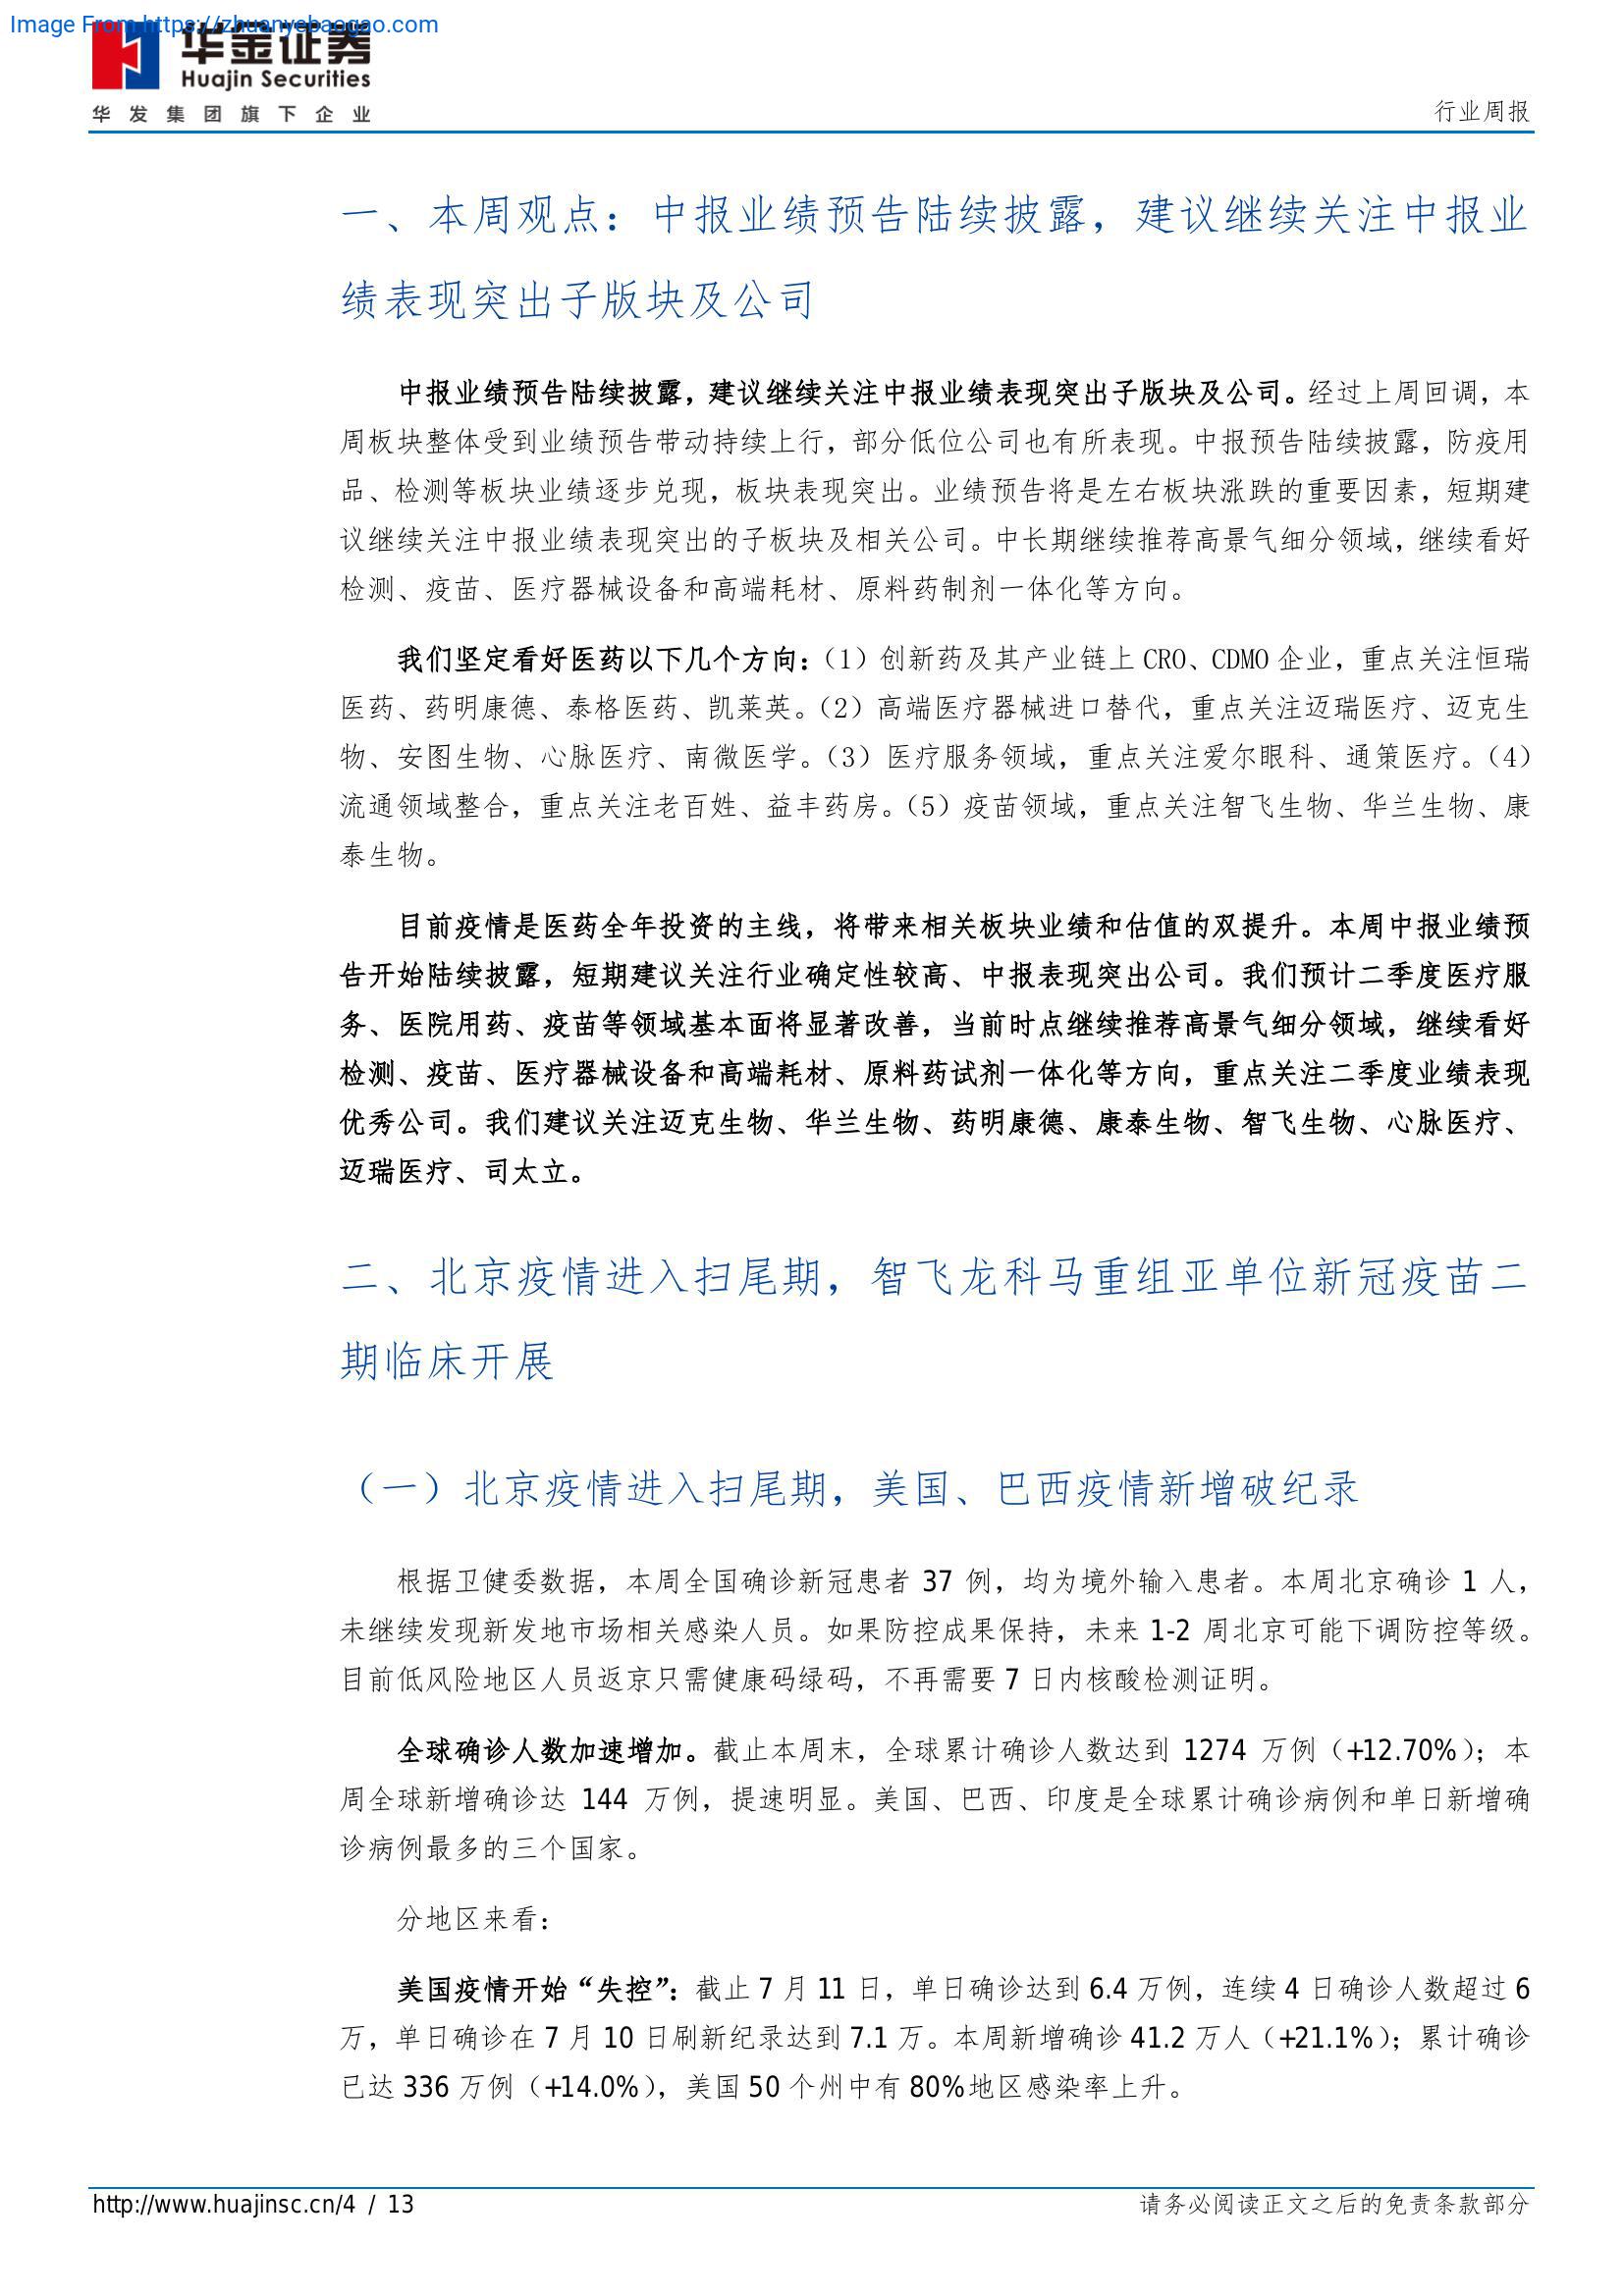 Image From https://zhuanyebaogao.com
华金证券
Huajin Securities
华发集团旗下企业
行业周报
一、本周观点：中报业绩预告陆续披露，建议继续关注中报业
绩表现突出子版块及公司
中报业绩预告陆续披露，建议继续关注中报业绩表现突出子版块及公司。经过上周回调，本
周板块整体受到业绩预告带动持续上行，部分低位公司也有所表现。中报预告陆续披露，防疫用
品、检测等板块业绩逐步兑现，板块表现突出。业绩预告将是左右板块涨跌的重要因素，短期建
议继续关注中报业绩表现突出的子板块及相关公司。中长期继续推荐高景气细分领域，继续看好
检测、疫苗、医疗器械设备和高端耗材、原料药制剂一体化等方向。
我们坚定看好医药以下几个方向：（1）创新药及其产业链上 CRO、CDMO 企业，重点关注恒瑞
医药、药明康德、泰格医药、凯莱英。（2）高端医疗器械进口替代，重点关注迈瑞医疗、迈克生
物、安图生物、心脉医疗、南微医学。（3）医疗服务领域，重点关注爱尔眼科、通策医疗。（4）
流通领域整合，重点关注老百姓、益丰药房。（5）疫苗领域，重点关注智飞生物、华兰生物、康
泰生物。
目前疫情是医药全年投资的主线，将带来相关板块业绩和估值的双提升。本周中报业绩预
告开始陆续披露，短期建议关注行业确定性较高、中报表现突出公司。我们预计二季度医疗服
务、医院用药、疫苗等领域基本面将显著改善，当前时点继续推荐高景气细分领域，继续看好
检测、疫苗、医疗器械设备和高端耗材、原料药试剂一体化等方向，重点关注二季度业绩表现
优秀公司。我们建议关注迈克生物、华兰生物、药明康德、康泰生物、智飞生物、心脉医疗、
迈瑞医疗、司太立。
二、北京疫情进入扫尾期，智飞龙科马重组亚单位新冠疫苗二
期临床开展
（一）北京疫情进入扫尾期，美国、巴西疫情新增破纪录
根据卫健委数据，本周全国确诊新冠患者 37 例，均为境外输入患者。本周北京确诊 1 人，
未继续发现新发地市场相关感染人员。如果防控成果保持，未来 1-2 周北京可能下调防控等级。
目前低风险地区人员返京只需健康码绿码，不再需要 7 日内核酸检测证明。
全球确诊人数加速增加。截止本周末，全球累计确诊人数达到 1274 万例（+12.70%）；本
周全球新增确诊达 144 万例，提速明显。美国、巴西、印度是全球累计确诊病例和单日新增确
诊病例最多的三个国家。
分地区来看：
美国疫情开始“失控”：截止 7 月 11 日，单日确诊达到 6.4 万例，连续 4 日确诊人数超过 6
万，单日确诊在 7 月 10 日刷新纪录达到 7.1 万。本周新增确诊 41.2 万人（+21.1%）；累计确诊
已达 336 万例（+14.0%），美国 50 个州中有 80%地区感染率上升。
http://www.huajinsc.cn/4 / 13
请务必阅读正文之后的免责条款部分